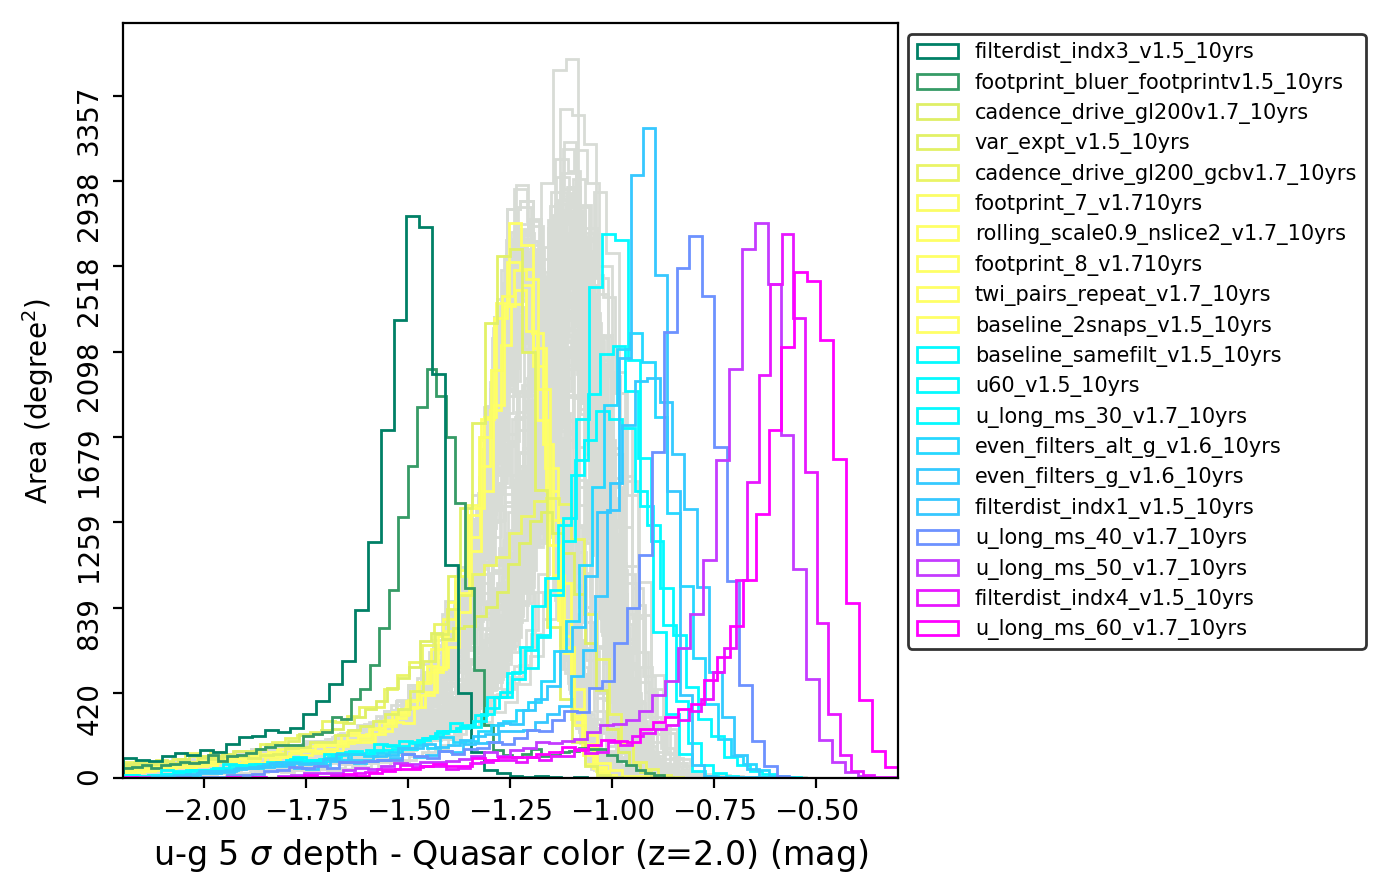 3357
2938
2518
2098
1679
1259
839
420
0
Area (degree²)
−2.00 −1.75 −1.50 −1.25 −1.00 −0.75 −0.50
u-g 5 σ depth - Quasar color (z=2.0) (mag)
filterdist_indx3_v1.5_10yrs
footprint_bluer_footprintv1.5_10yrs
cadence_drive_gl200v1.7_10yrs
var_expt_v1.5_10yrs
cadence_drive_gl200_gcbv1.7_10yrs
footprint_7_v1.710yrs
rolling_scale0.9_nslice2_v1.7_10yrs
footprint_8_v1.710yrs
twi_pairs_repeat_v1.7_10yrs
baseline_2snaps_v1.5_10yrs
baseline_samefilt_v1.5_10yrs
u60_v1.5_10yrs
u_long_ms_30_v1.7_10yrs
even_filters_alt_g_v1.6_10yrs
even_filters_g_v1.6_10yrs
filterdist_indx1_v1.5_10yrs
u_long_ms_40_v1.7_10yrs
u_long_ms_50_v1.7_10yrs
filterdist_indx4_v1.5_10yrs
u_long_ms_60_v1.7_10yrs